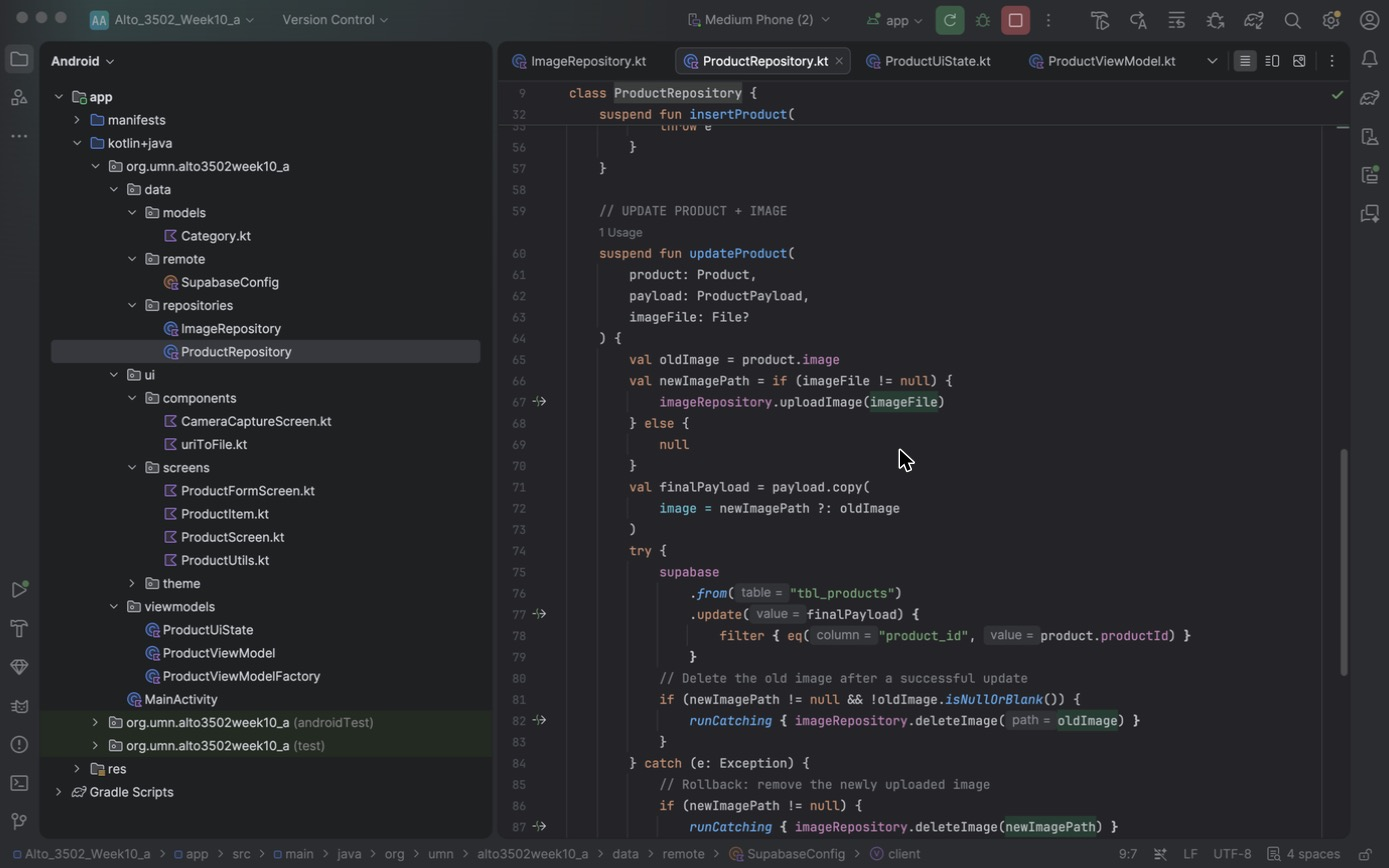 AA Alto_3502_Week10_a Version Control Medium Phone (2) app
Android
app
manifests
kotlin+java
org.umn.alto3502week10_a
data
models
Category.kt
remote
SupabaseConfig
repositories
ImageRepository
ProductRepository
ui
components
CameraCaptureScreen.kt
uriToFile.kt
screens
ProductFormScreen.kt
ProductItem.kt
ProductScreen.kt
ProductUtils.kt
theme
viewmodels
ProductUiState
ProductViewModel
ProductViewModelFactory
MainActivity
org.umn.alto3502week10_a (androidTest)
org.umn.alto3502week10_a (test)
res
Gradle Scripts
ImageRepository.kt ProductRepository.kt ProductUiState.kt ProductViewModel.kt
9 class ProductRepository {
32 suspend fun insertProduct(
55 throw e
56 }
57 }
58
59 // UPDATE PRODUCT + IMAGE
1 Usage
60 suspend fun updateProduct(
61 product: Product,
62 payload: ProductPayload,
63 imageFile: File?
64 ) {
65 val oldImage = product.image
66 val newImagePath = if (imageFile != null) {
67 imageRepository.uploadImage(imageFile)
68 } else {
69 null
70 }
71 val finalPayload = payload.copy(
72 image = newImagePath ?: oldImage
73 )
74 try {
75 supabase
76 .from( table = "tbl_products")
77 .update( value = finalPayload) {
78 filter { eq( column = "product_id", value = product.productId) }
79 }
80 // Delete the old image after a successful update
81 if (newImagePath != null && !oldImage.isNullOrBlank()) {
82 runCatching { imageRepository.deleteImage( path = oldImage) }
83 }
84 } catch (e: Exception) {
85 // Rollback: remove the newly uploaded image
86 if (newImagePath != null) {
87 runCatching { imageRepository.deleteImage(newImagePath) }
Alto_3502_Week10_a app src main java org umn alto3502week10_a data remote SupabaseConfig client 9:7 LF UTF-8 4 spaces